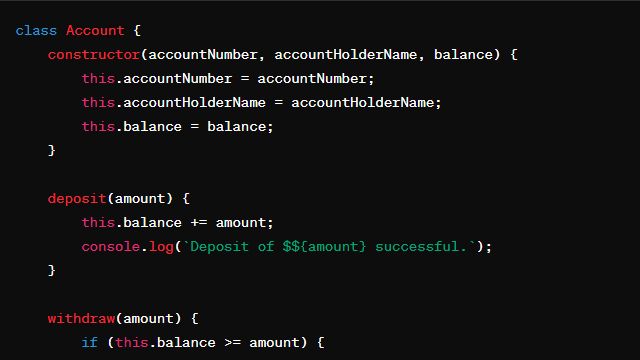 class Account {
    constructor(accountNumber, accountHolderName, balance) {
        this.accountNumber = accountNumber;
        this.accountHolderName = accountHolderName;
        this.balance = balance;
    }

    deposit(amount) {
        this.balance += amount;
        console.log(`Deposit of $${amount} successful.`);
    }

    withdraw(amount) {
        if (this.balance >= amount) {